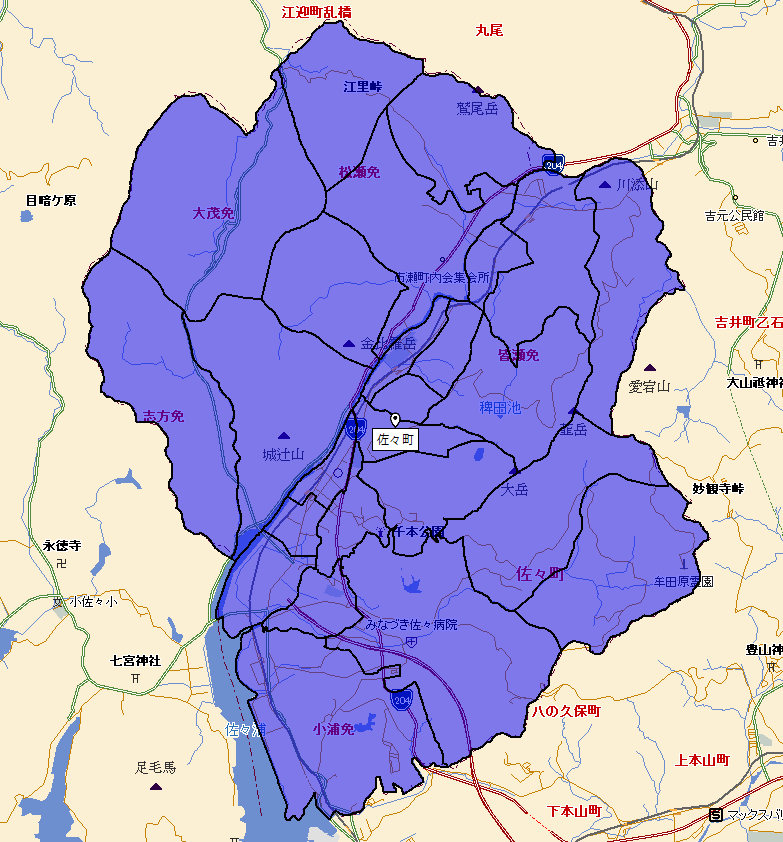 江迎町乱橋
丸尾
江里峠
鷲尾岳
204
松瀬免
川添山
目暗ケ原
大茂免
吉元公民館
市瀬町内会集会所
吉井町乙石
金比羅岳
皆瀬免
愛宕山
大山祗神社
志方免
稗田池
204
韮岳
佐々町
城辻山
大岳
妙観寺峠
千本公園
永徳寺
佐々町
牟田原霊園
小佐々小
みなづき佐々病院
七宮神社
豊山神
204
八の久保町
佐々浦
小浦免
上本山町
足毛馬
下本山町
S マックスバリ